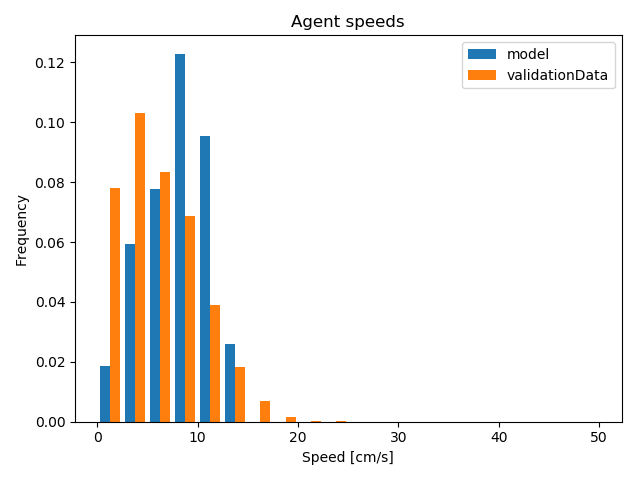 Agent speeds
model
validationData
Frequency
0.12
0.10
0.08
0.06
0.04
0.02
0.00
0 10 20 30 40 50
Speed [cm/s]